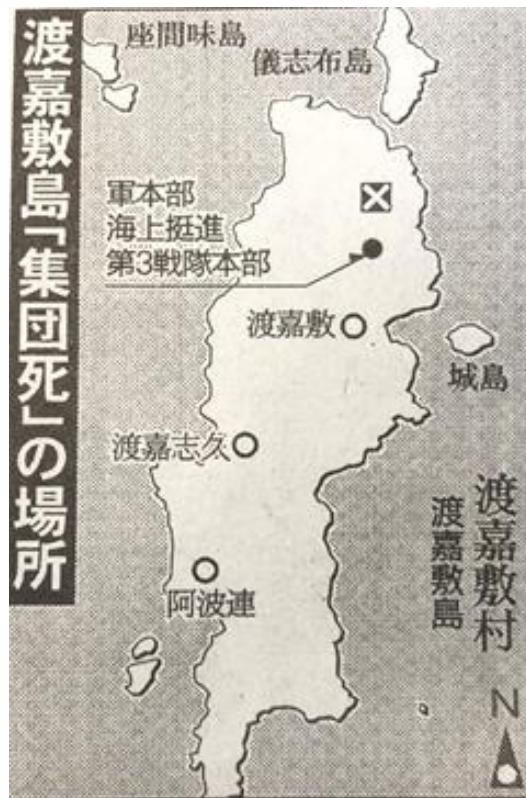 渡嘉敷島「集団死」の場所
座間味島
儀志布島
軍本部
海上挺進
第3戦隊本部
渡嘉敷
城島
渡嘉志久
阿波連
渡嘉敷村
渡嘉敷島
N